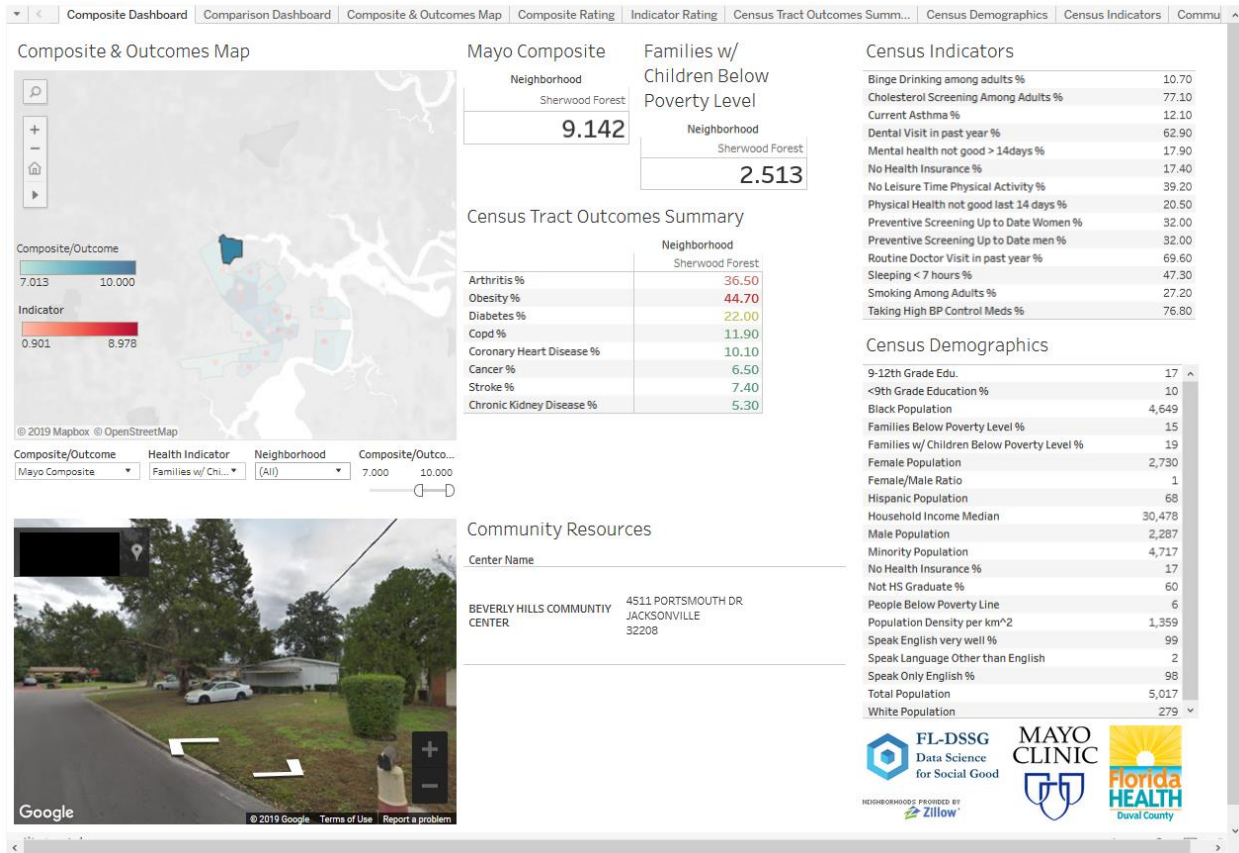 Composite Dashboard
Comparison Dashboard
Composite & Outcomes Map
Composite Rating
Indicator Rating
Census Tract Outcomes Summ...
Census Demographics
Census Indicators
Commu
Composite & Outcomes Map
Composite/Outcome
7.013 10.000
Indicator
0.901 8.978
© 2019 Mapbox © OpenStreetMap
Composite/Outcome
Mayo Composite
Health Indicator
Families w/ Chi...
Neighborhood
(All)
Composite/Outco...
7.000 10.000
Google
© 2019 Google Terms of Use Report a problem
Mayo Composite
Neighborhood
Sherwood Forest
9.142
Families w/
Children Below
Poverty Level
Neighborhood
Sherwood Forest
2.513
Census Tract Outcomes Summary
Neighborhood
Sherwood Forest
Arthritis % 36.50
Obesity % 44.70
Diabetes % 22.00
Copd % 11.90
Coronary Heart Disease % 10.10
Cancer % 6.50
Stroke % 7.40
Chronic Kidney Disease % 5.30
Community Resources
Center Name
BEVERLY HILLS COMMUNTIY
CENTER
4511 PORTSMOUTH DR
JACKSONVILLE
32208
Census Indicators
Binge Drinking among adults % 10.70
Cholesterol Screening Among Adults % 77.10
Current Asthma % 12.10
Dental Visit in past year % 62.90
Mental health not good > 14days % 17.90
No Health Insurance % 17.40
No Leisure Time Physical Activity % 39.20
Physical Health not good last 14 days % 20.50
Preventive Screening Up to Date Women % 32.00
Preventive Screening Up to Date men % 32.00
Routine Doctor Visit in past year % 69.60
Sleeping < 7 hours % 47.30
Smoking Among Adults % 27.20
Taking High BP Control Meds % 76.80
Census Demographics
9-12th Grade Edu. 17
<9th Grade Education % 10
Black Population 4,649
Families Below Poverty Level % 15
Families w/ Children Below Poverty Level % 19
Female Population 2,730
Female/Male Ratio 1
Hispanic Population 68
Household Income Median 30,478
Male Population 2,287
Minority Population 4,717
No Health Insurance % 17
Not HS Graduate % 60
People Below Poverty Line 6
Population Density per km^2 1,359
Speak English very well % 99
Speak Language Other than English 2
Speak Only English % 98
Total Population 5,017
White Population 279
FL-DSSG
Data Science
for Social Good
NEIGHBORHOODS PROVIDED BY
Zillow
MAYO
CLINIC
Florida
HEALTH
Duval County